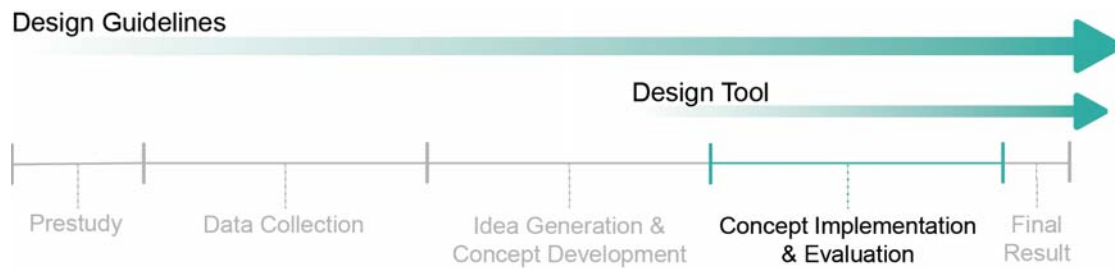 Design Guidelines
Design Tool
Prestudy
Data Collection
Idea Generation &
Concept Development
Concept Implementation
& Evaluation
Final
Result